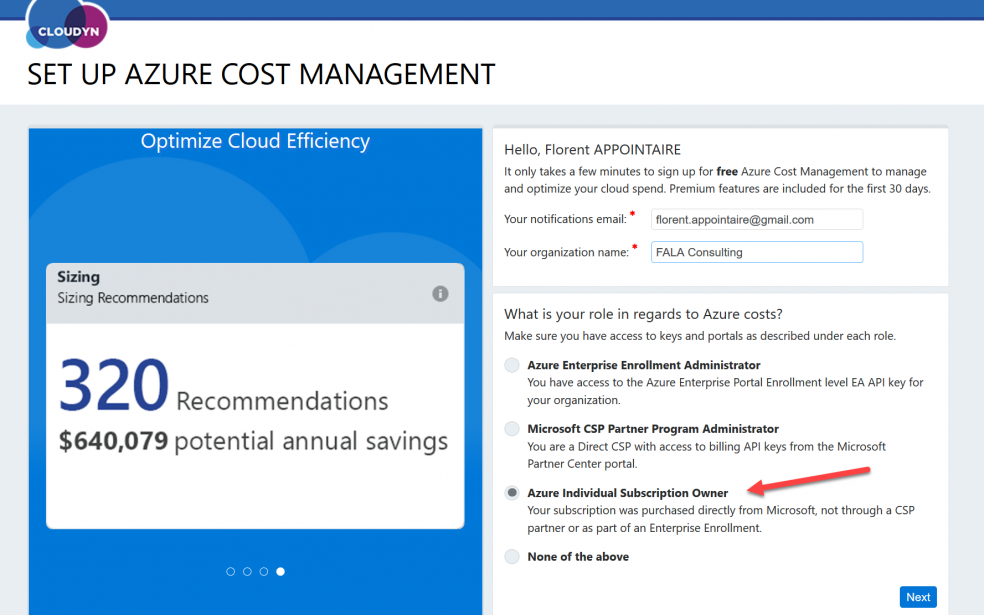 CLOUDYN
SET UP AZURE COST MANAGEMENT
Optimize Cloud Efficiency
Sizing
Sizing Recommendations
320 Recommendations
$640,079 potential annual savings
Hello, Florent APPOINTAIRE
It only takes a few minutes to sign up for free Azure Cost Management to manage
and optimize your cloud spend. Premium features are included for the first 30 days.
Your notifications email: * florent.appointaire@gmail.com
Your organization name: * FALA Consulting
What is your role in regards to Azure costs?
Make sure you have access to keys and portals as described under each role.
Azure Enterprise Enrollment Administrator
You have access to the Azure Enterprise Portal Enrollment level EA API key for
your organization.
Microsoft CSP Partner Program Administrator
You are a Direct CSP with access to billing API keys from the Microsoft
Partner Center portal.
Azure Individual Subscription Owner
Your subscription was purchased directly from Microsoft, not through a CSP
partner or as part of an Enterprise Enrollment.
None of the above
Next